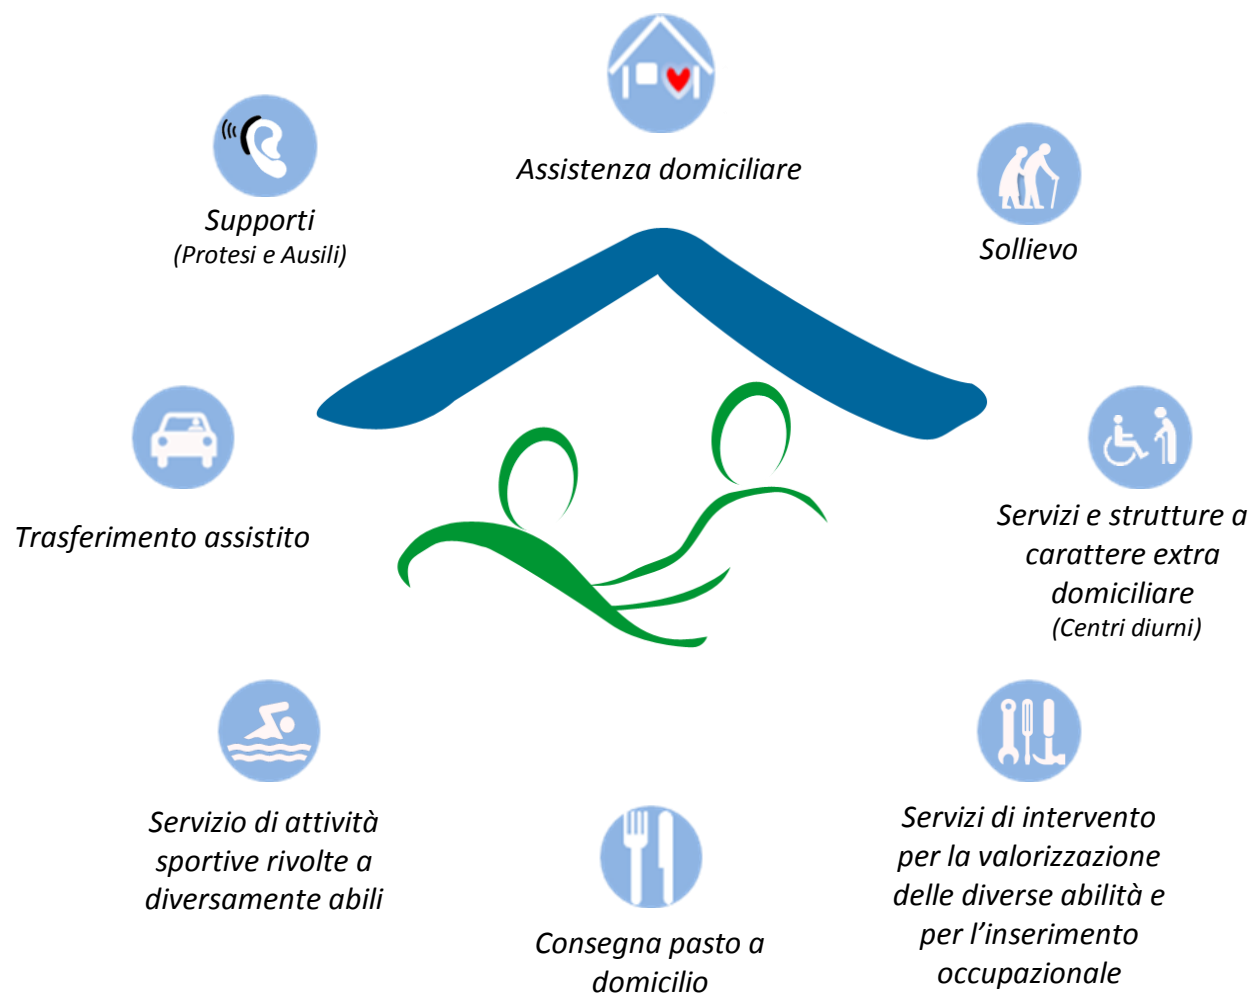 Assistenza domiciliare
Supporti
(Protesi e Ausili)
Sollievo
Trasferimento assistito
Servizi e strutture a
carattere extra
domiciliare
(Centri diurni)
Servizio di attività
sportive rivolte a
diversamente abili
Consegna pasto a
domicilio
Servizi di intervento
per la valorizzazione
delle diverse abilità e
per l’inserimento
occupazionale